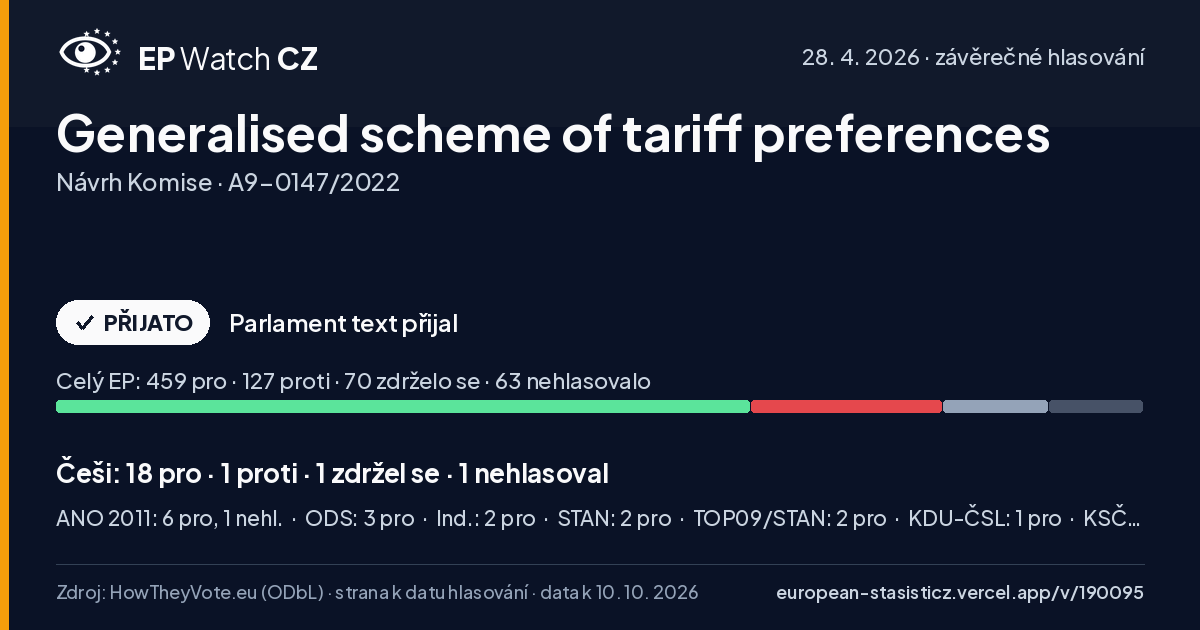 EP Watch CZ
28. 4. 2026 · závěrečné hlasování
Generalised scheme of tariff preferences
Návrh Komise · A9-0147/2022
✓ PŘIJATO
Parlament text přijal
Celý EP: 459 pro · 127 proti · 70 zdrželo se · 63 nehlasovalo
Češi: 18 pro · 1 proti · 1 zdržel se · 1 nehlasoval
ANO 2011: 6 pro, 1 nehl. · ODS: 3 pro · Ind.: 2 pro · STAN: 2 pro · TOP09/STAN: 2 pro · KDU-ČSL: 1 pro · KSČ…
Zdroj: HowTheyVote.eu (ODbL) · strana k datu hlasování · data k 10. 10. 2026
european-stasisticz.vercel.app/v/190095